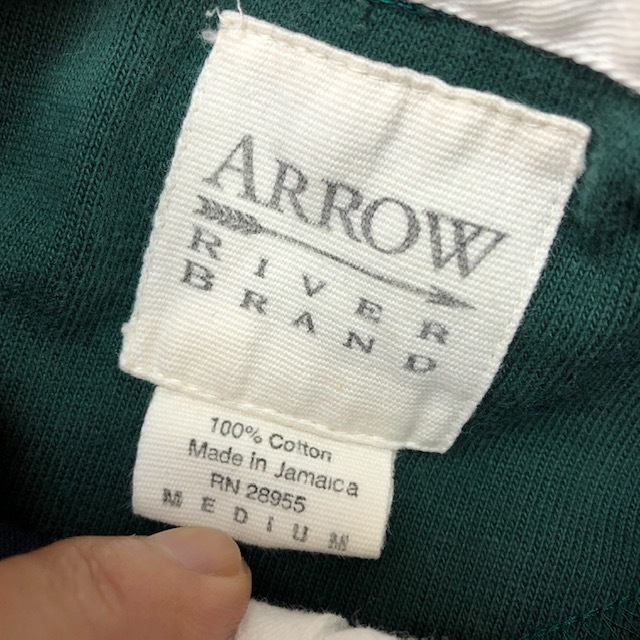 ARROW
RIVER
BRAND
100% Cotton
Made in Jamaica
RN 28955
MEDIUM